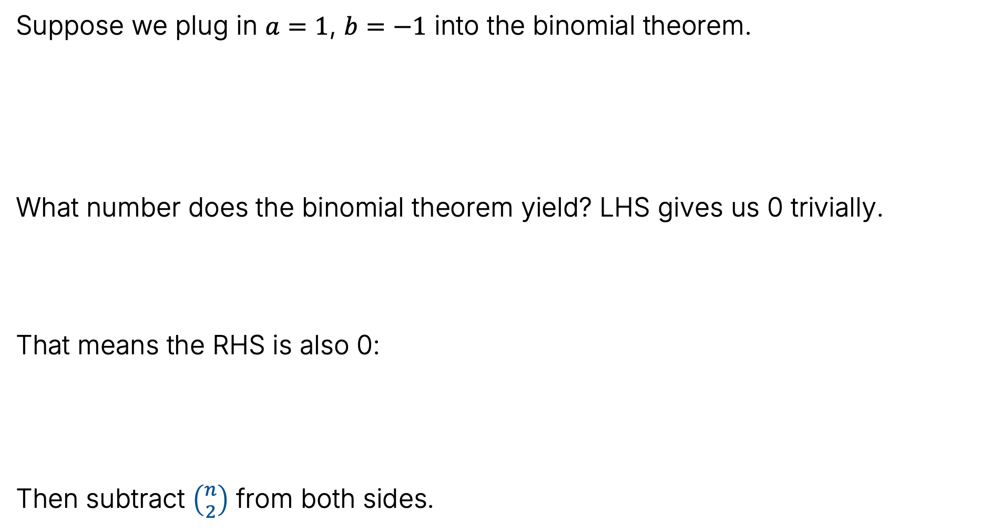 Suppose we plug in a = 1, b = −1 into the binomial theorem.
What number does the binomial theorem yield? LHS gives us 0 trivially.
That means the RHS is also 0:
Then subtract $\binom{n}{2}$ from both sides.